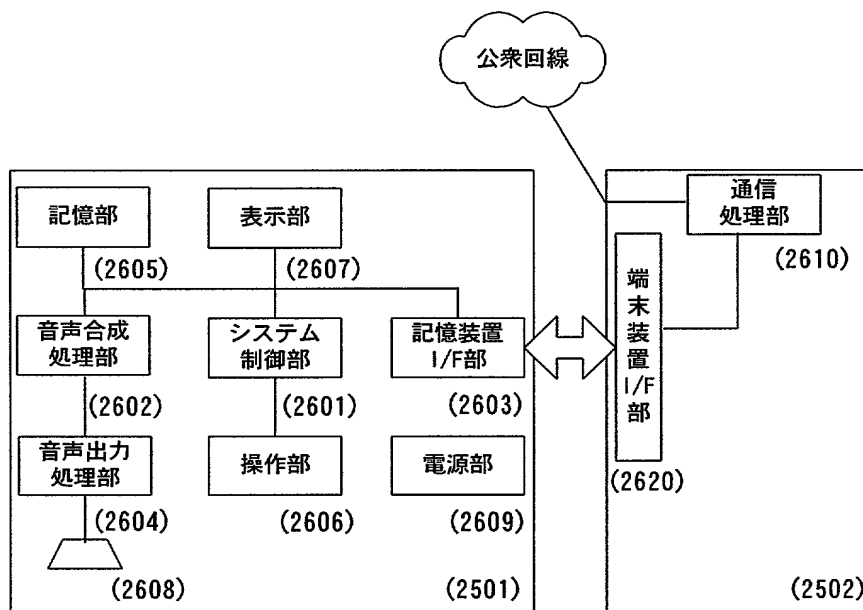 公衆回線
記憶部
(2605)
表示部
(2607)
通信
処理部
(2610)
音声合成
処理部
(2602)
システム
制御部
(2601)
記憶装置
I/F部
(2603)
端
末
装
置
I/F
部
(2620)
音声出力
処理部
(2604)
操作部
(2606)
電源部
(2609)
(2608)
(2501)
(2502)